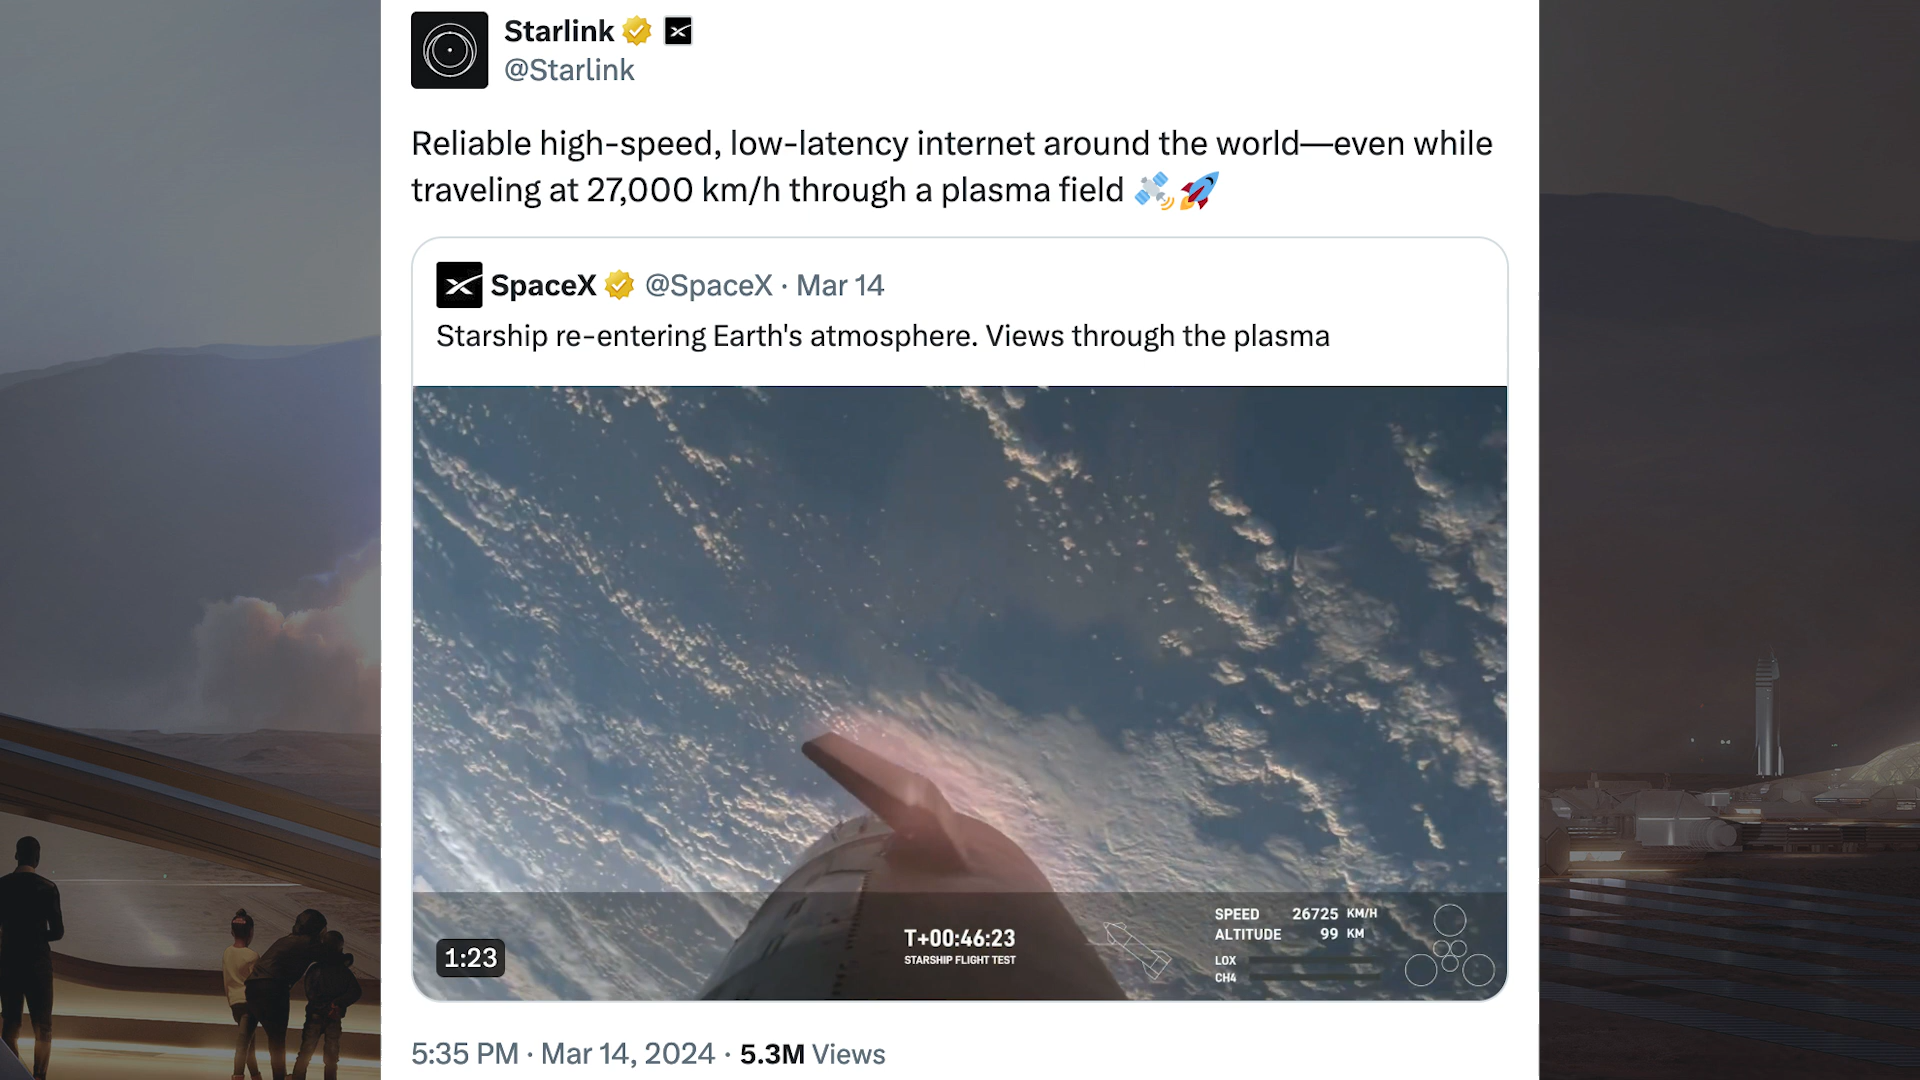 Starlink
@Starlink
Reliable high-speed, low-latency internet around the world—even while
traveling at 27,000 km/h through a plasma field 🛰️🚀
SpaceX @SpaceX · Mar 14
Starship re-entering Earth's atmosphere. Views through the plasma
T+00:46:23
STARSHIP FLIGHT TEST
SPEED 26725 KM/H
ALTITUDE 99 KM
LOX
CH4
1:23
5:35 PM · Mar 14, 2024 · 5.3M Views